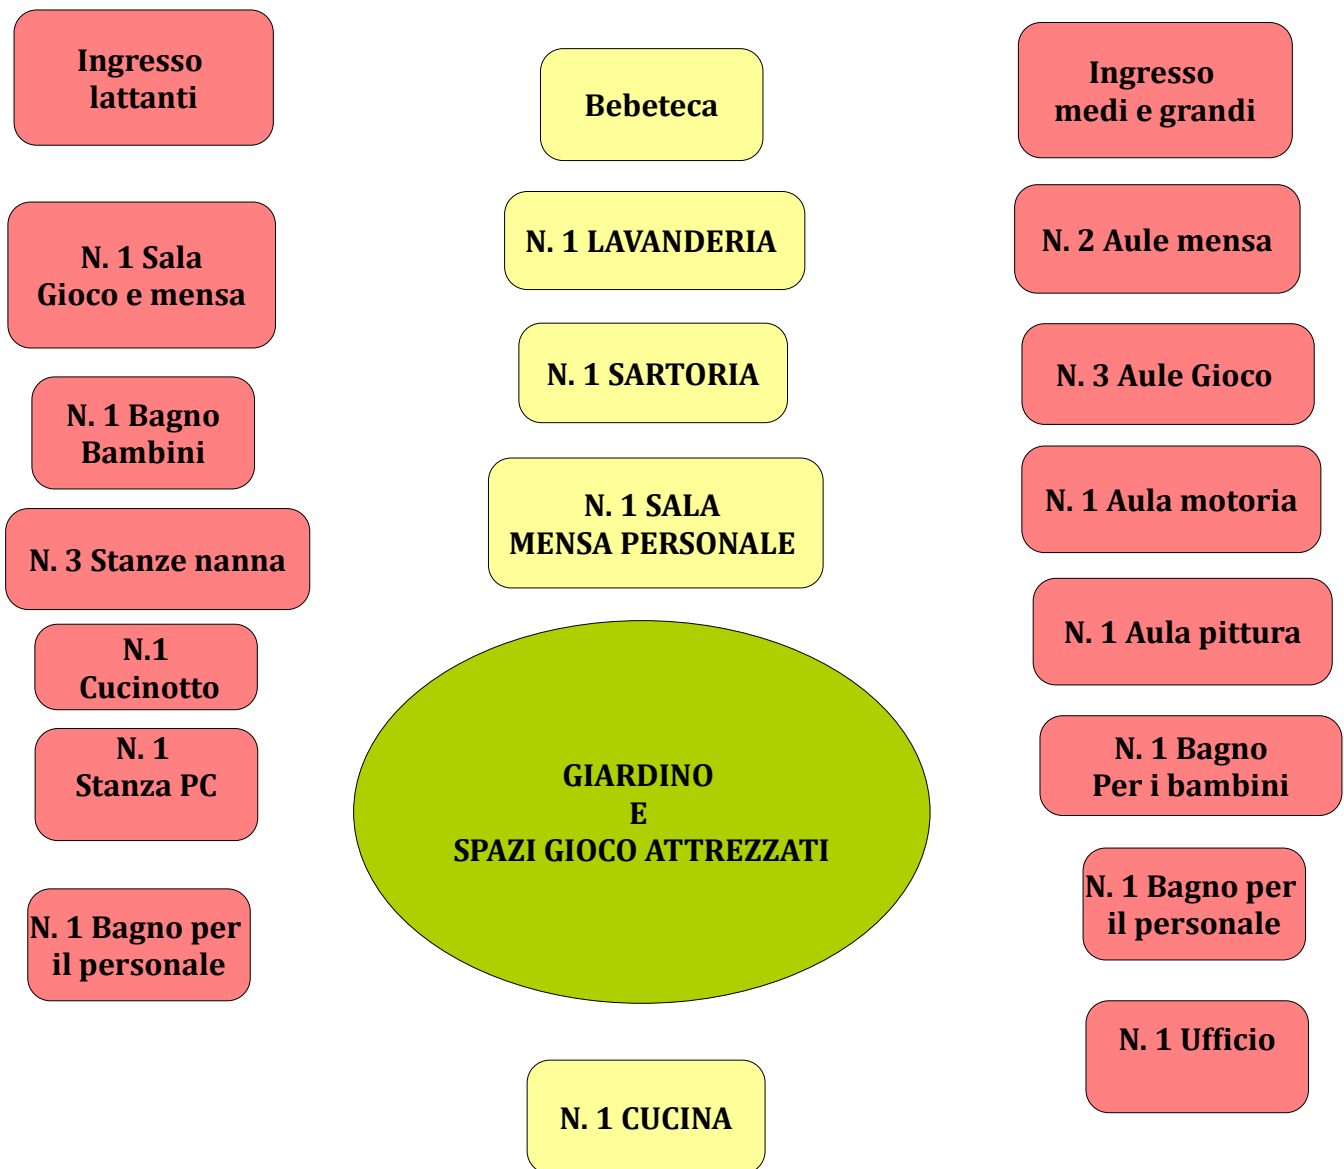 Ingresso
lattanti
N. 1 Sala
Gioco e mensa
N. 1 Bagno
Bambini
N. 3 Stanze nanna
N.1
Cucinotto
N. 1
Stanza PC
N. 1 Bagno per
il personale
Bebeteca
N. 1 LAVANDERIA
N. 1 SARTORIA
N. 1 SALA
MENSA PERSONALE
GIARDINO
E
SPAZI GIOCO ATTREZZATI
N. 1 CUCINA
Ingresso
medi e grandi
N. 2 Aule mensa
N. 3 Aule Gioco
N. 1 Aula motoria
N. 1 Aula pittura
N. 1 Bagno
Per i bambini
N. 1 Bagno per
il personale
N. 1 Ufficio